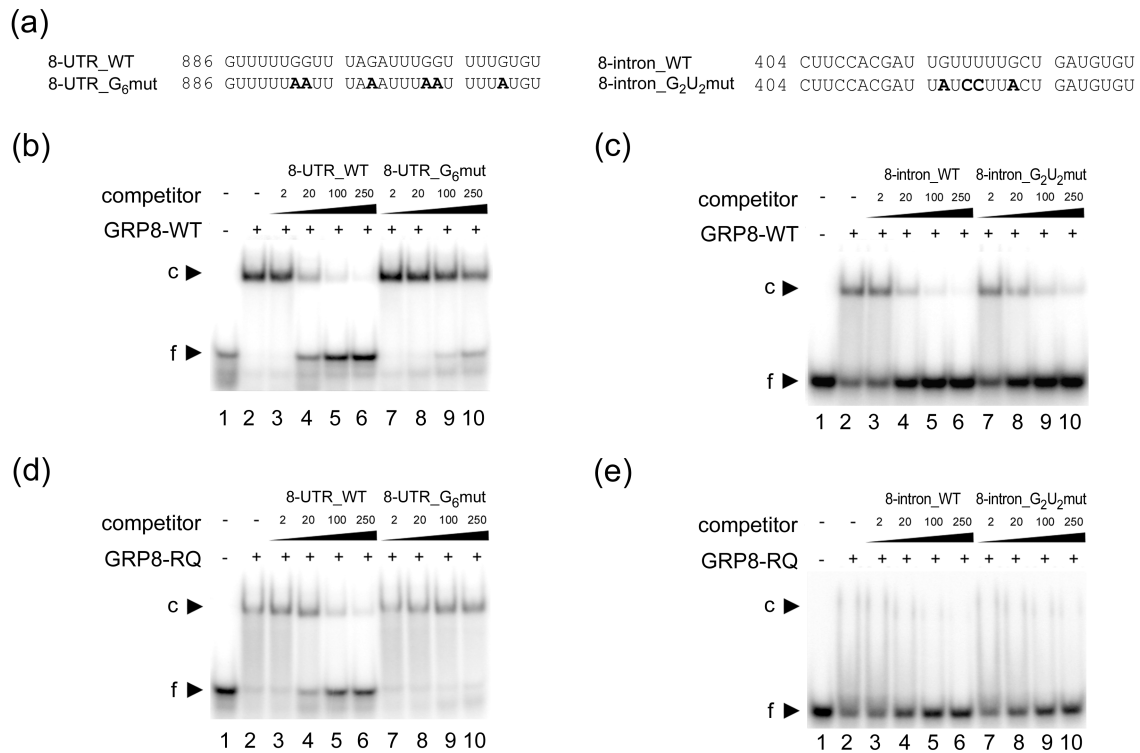 (a)
8-UTR_WT 886 GUUUUUGGUU UAGAUUUGGU UUUGUGU
8-UTR_G6mut 886 GUUUUUAAUU UAAAUUUAAU UUUAUGU
8-intron_WT 404 CUUCCACGAU UGUUUUUGCU GAUGUGU
8-intron_G2U2mut 404 CUUCCACGAU UAUCCUUACU GAUGUGU
(b)
8-UTR_WT 8-UTR_G6mut
competitor - - 2 20 100 250 2 20 100 250
GRP8-WT - + + + + + + + + +
c
f
1 2 3 4 5 6 7 8 9 10
(c)
8-intron_WT 8-intron_G2U2mut
competitor - - 2 20 100 250 2 20 100 250
GRP8-WT - + + + + + + + + +
c
f
1 2 3 4 5 6 7 8 9 10
(d)
8-UTR_WT 8-UTR_G6mut
competitor - - 2 20 100 250 2 20 100 250
GRP8-RQ - + + + + + + + + +
c
f
1 2 3 4 5 6 7 8 9 10
(e)
8-intron_WT 8-intron_G2U2mut
competitor - - 2 20 100 250 2 20 100 250
GRP8-RQ - + + + + + + + + +
c
f
1 2 3 4 5 6 7 8 9 10